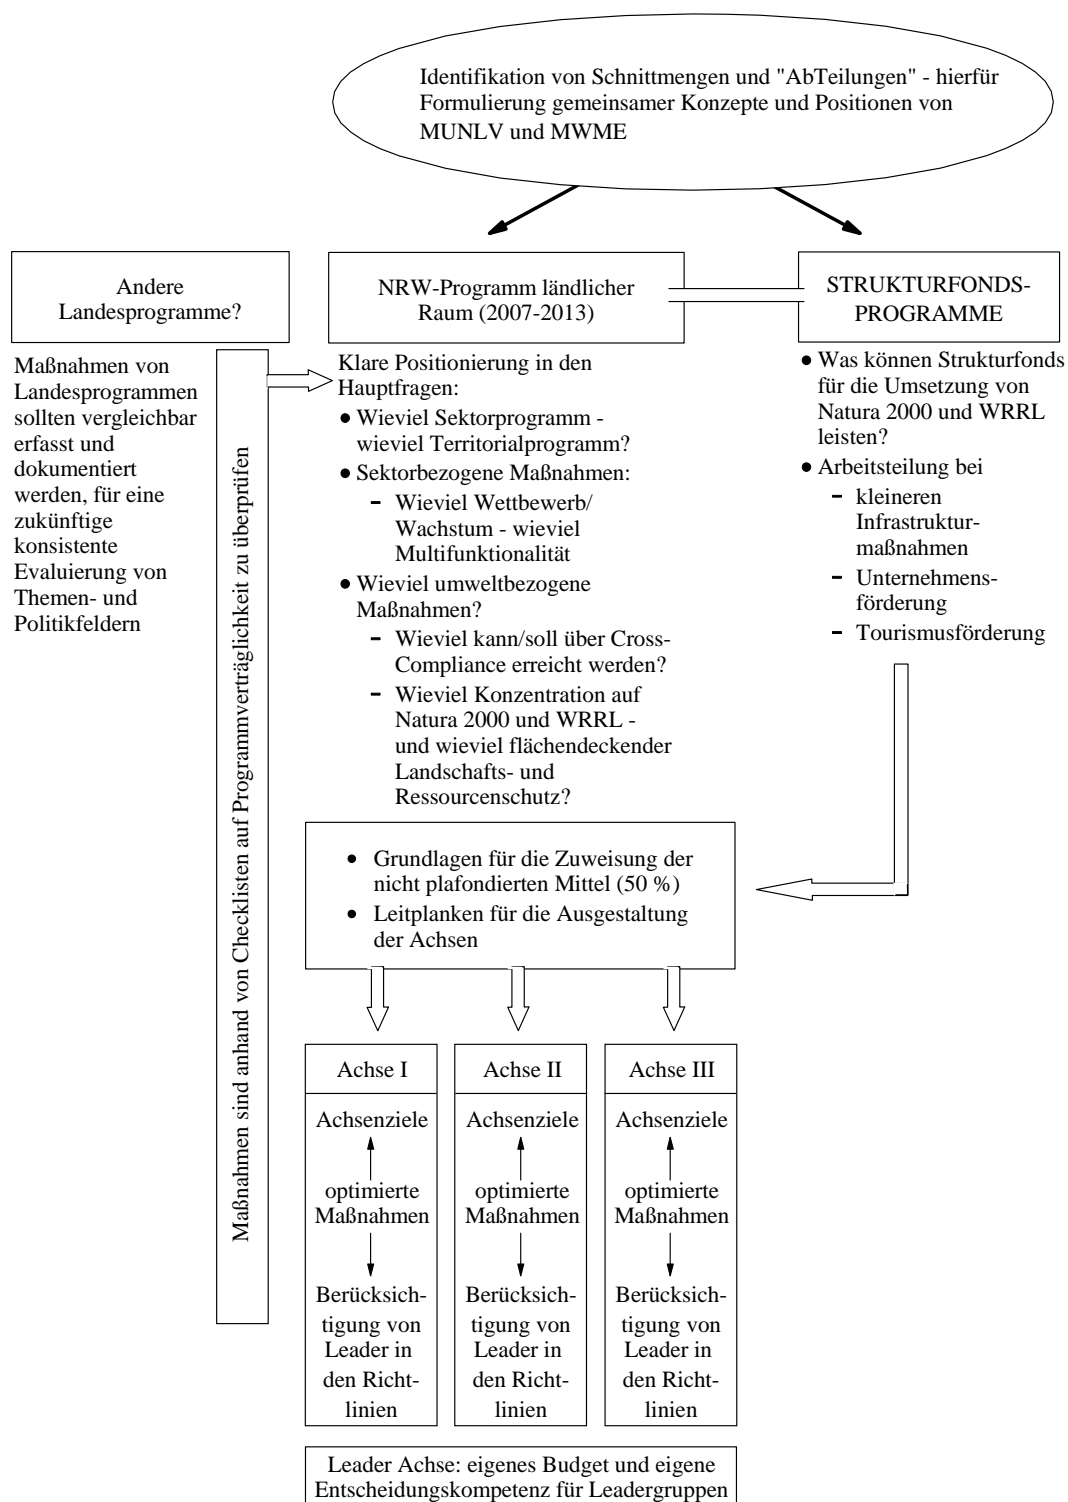 Identifikation von Schnittmengen und "AbTeilungen" - hierfür
Formulierung gemeinsamer Konzepte und Positionen von
MUNLV und MWME
Andere
Landesprogramme?
Maßnahmen von
Landesprogrammen
sollten vergleichbar
erfasst und
dokumentiert
werden, für eine
zukünftige
konsistente
Evaluierung von
Themen- und
Politikfeldern
Maßnahmen sind anhand von Checklisten auf Programmverträglichkeit zu überprüfen
NRW-Programm ländlicher
Raum (2007-2013)
Klare Positionierung in den
Hauptfragen:
● Wieviel Sektorprogramm -
wieviel Territorialprogramm?
● Sektorbezogene Maßnahmen:
– Wieviel Wettbewerb/
Wachstum - wieviel
Multifunktionalität
● Wieviel umweltbezogene
Maßnahmen?
– Wieviel kann/soll über Cross-
Compliance erreicht werden?
– Wieviel Konzentration auf
Natura 2000 und WRRL -
und wieviel flächendeckender
Landschafts- und
Ressourcenschutz?
STRUKTURFONDS-
PROGRAMME
● Was können Strukturfonds
für die Umsetzung von
Natura 2000 und WRRL
leisten?
● Arbeitsteilung bei
– kleineren
Infrastruktur-
maßnahmen
– Unternehmens-
förderung
– Tourismusförderung
● Grundlagen für die Zuweisung der
nicht plafondierten Mittel (50 %)
● Leitplanken für die Ausgestaltung
der Achsen
Achse I
Achsenziele
optimierte
Maßnahmen
Berücksich-
tigung von
Leader in
den Richt-
linien
Achse II
Achsenziele
optimierte
Maßnahmen
Berücksich-
tigung von
Leader in
den Richt-
linien
Achse III
Achsenziele
optimierte
Maßnahmen
Berücksich-
tigung von
Leader in
den Richt-
linien
Leader Achse: eigenes Budget und eigene
Entscheidungskompetenz für Leadergruppen